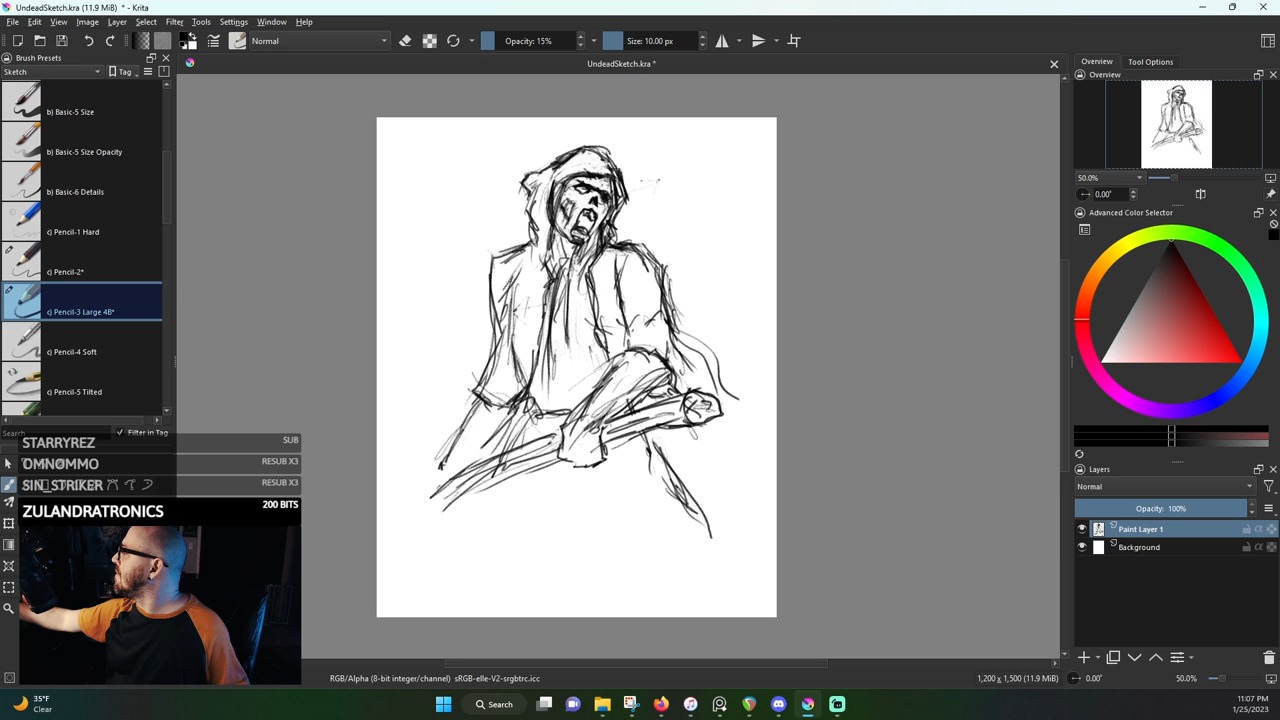 UndeadSketch.kra (11.9 MiB) * - Krita
File Edit View Image Layer Select Filter Tools Settings Window Help
Normal
Opacity: 15%
Size: 10.00 px
Brush Presets
Sketch
Tag
b) Basic-5 Size
b) Basic-5 Size Opacity
b) Basic-6 Details
c) Pencil-1 Hard
c) Pencil-2*
c) Pencil-3 Large 4B*
c) Pencil-4 Soft
c) Pencil-5 Tilted
Search
Filter in Tag
STARRYREZ SUB
OMNOMMO RESUB X3
SIN_STRIKER RESUB X3
ZULANDRATRONICS 200 BITS
UndeadSketch.kra *
Overview Tool Options
Overview
50.0%
0.00°
Advanced Color Selector
Layers
Normal
Opacity: 100%
Paint Layer 1
Background
RGB/Alpha (8-bit integer/channel) sRGB-elle-V2-srgbtrc.icc
1,200 x 1,500 (11.9 MiB)
0.00°
50.0%
35°F
Clear
Search
11:07 PM
1/25/2023